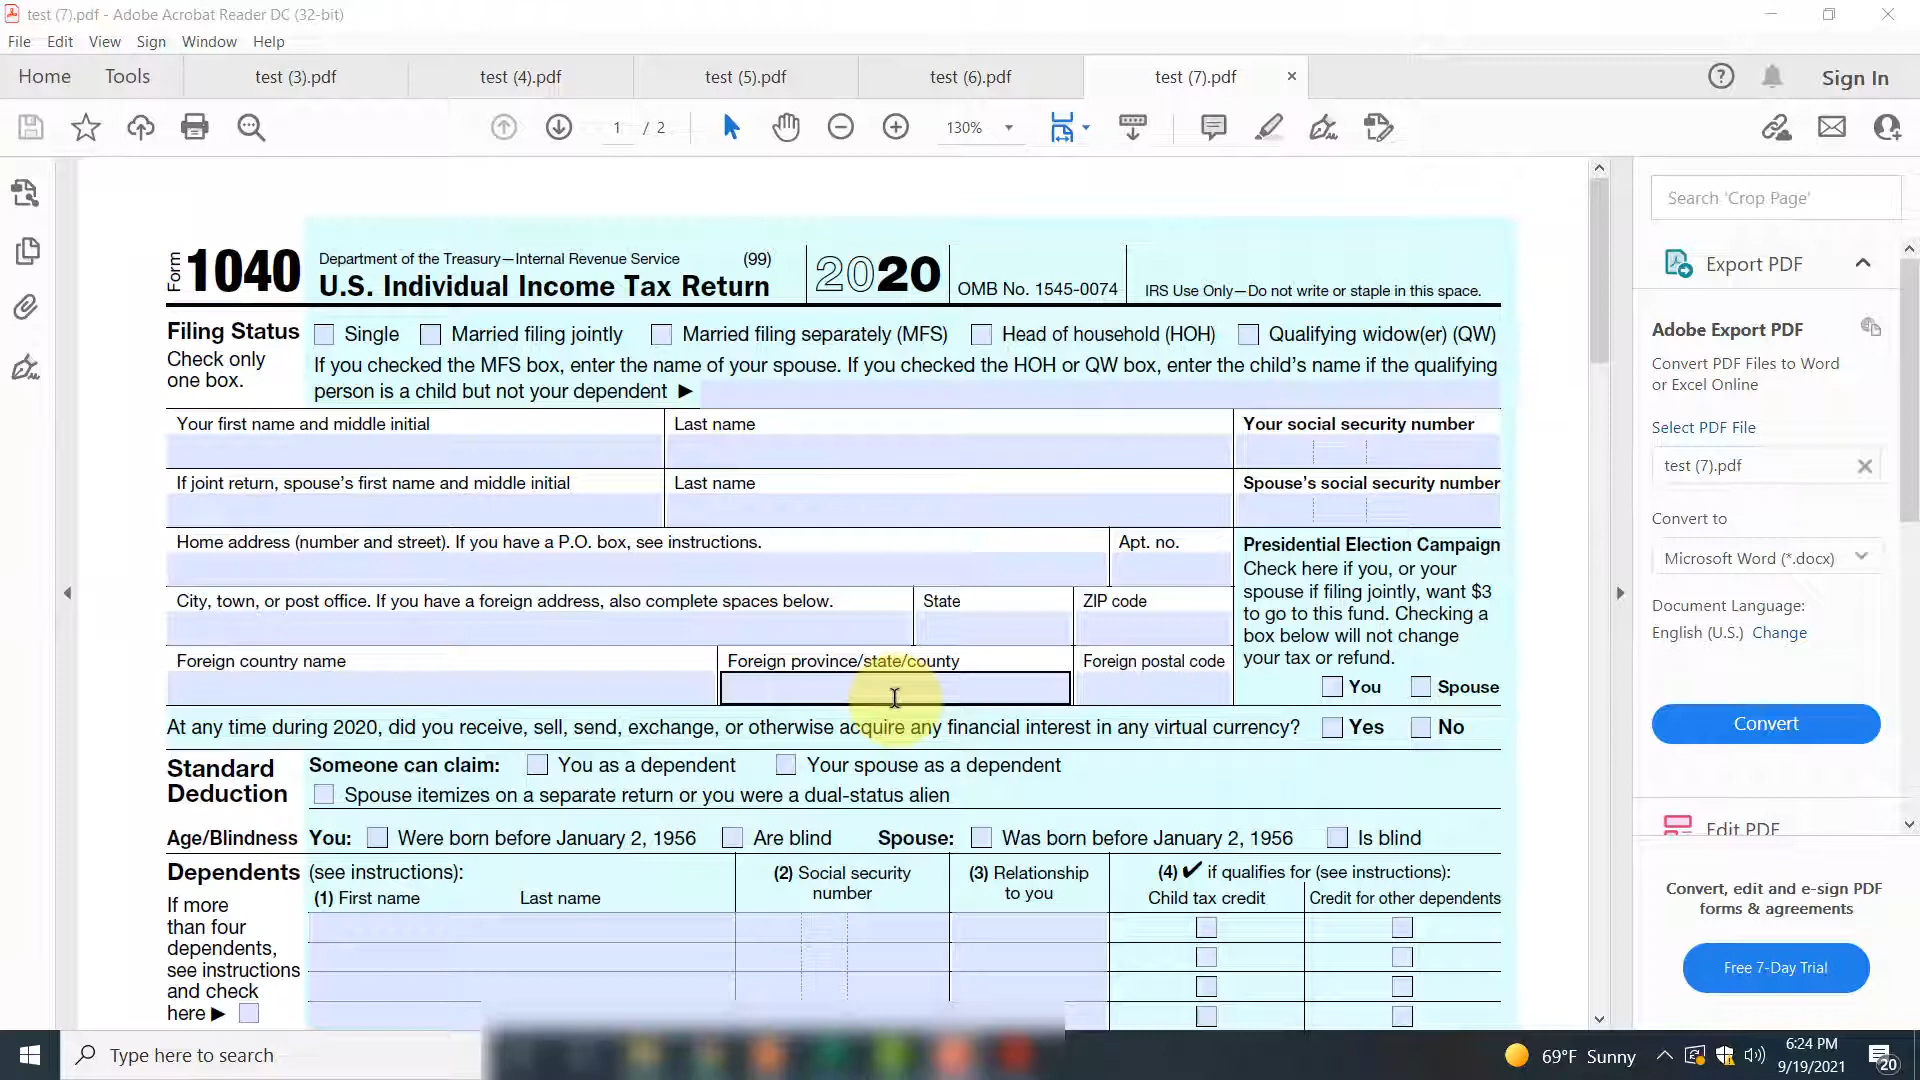 test (7).pdf - Adobe Acrobat Reader DC (32-bit)
File Edit View Sign Window Help
Home Tools test (3).pdf test (4).pdf test (5).pdf test (6).pdf test (7).pdf × Sign In
1 / 2 130%
Search 'Crop Page'
Export PDF
Adobe Export PDF
Convert PDF Files to Word
or Excel Online
Select PDF File
test (7).pdf
Convert to
Microsoft Word (*.docx)
Document Language:
English (U.S.) Change
Convert
Edit PDF
Convert, edit and e-sign PDF
forms & agreements
Free 7-Day Trial
Form 1040 Department of the Treasury—Internal Revenue Service (99)
U.S. Individual Income Tax Return 2020 OMB No. 1545-0074 IRS Use Only—Do not write or staple in this space.
Filing Status
Check only
one box.
Single Married filing jointly Married filing separately (MFS) Head of household (HOH) Qualifying widow(er) (QW)
If you checked the MFS box, enter the name of your spouse. If you checked the HOH or QW box, enter the child's name if the qualifying
person is a child but not your dependent ▶
Your first name and middle initial Last name Your social security number
If joint return, spouse's first name and middle initial Last name Spouse's social security number
Home address (number and street). If you have a P.O. box, see instructions. Apt. no.
City, town, or post office. If you have a foreign address, also complete spaces below. State ZIP code
Foreign country name Foreign province/state/county Foreign postal code
Presidential Election Campaign
Check here if you, or your
spouse if filing jointly, want $3
to go to this fund. Checking a
box below will not change
your tax or refund.
You Spouse
At any time during 2020, did you receive, sell, send, exchange, or otherwise acquire any financial interest in any virtual currency? Yes No
Standard
Deduction
Someone can claim: You as a dependent Your spouse as a dependent
Spouse itemizes on a separate return or you were a dual-status alien
Age/Blindness You: Were born before January 2, 1956 Are blind Spouse: Was born before January 2, 1956 Is blind
Dependents (see instructions):
(1) First name Last name
(2) Social security
number
(3) Relationship
to you
(4) ✔ if qualifies for (see instructions):
Child tax credit Credit for other dependents
If more
than four
dependents,
see instructions
and check
here ▶
Type here to search
69°F Sunny
6:24 PM
9/19/2021
20